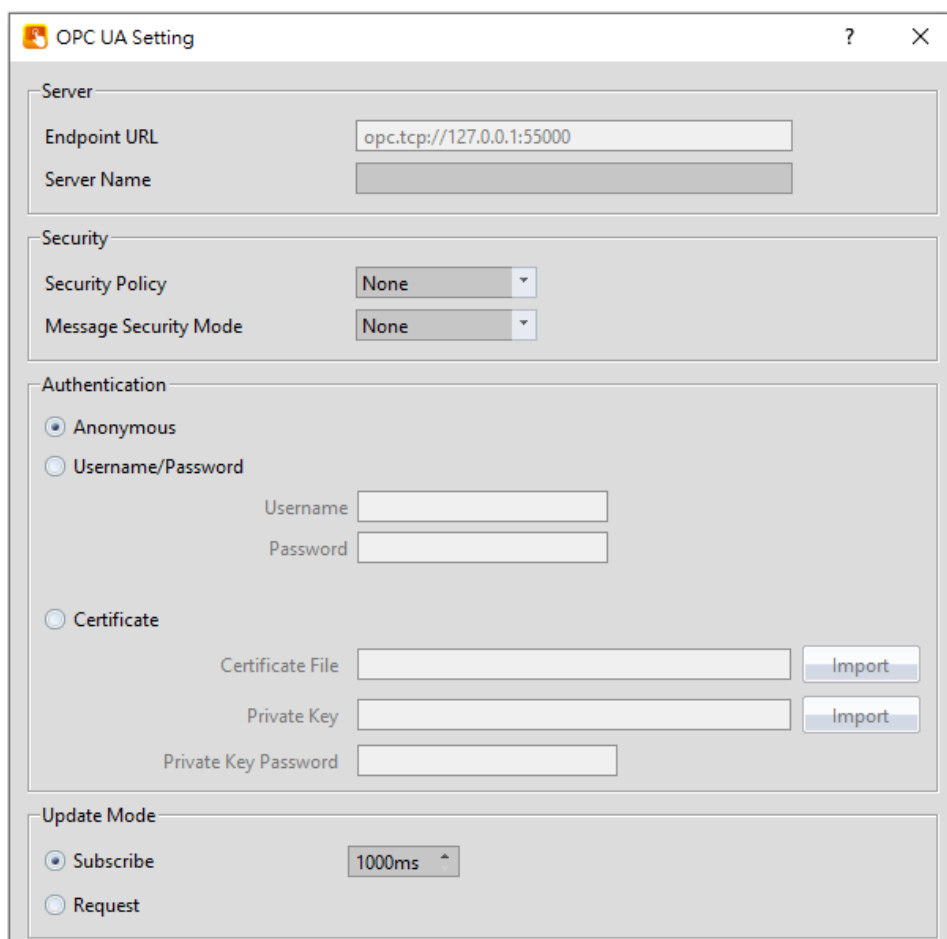 OPC UA Setting ?
Server
Endpoint URL opc.tcp://127.0.0.1:55000
Server Name
Security
Security Policy None
Message Security Mode None
Authentication
Anonymous
Username/Password
Username
Password
Certificate
Certificate File Import
Private Key Import
Private Key Password
Update Mode
Subscribe 1000ms
Request